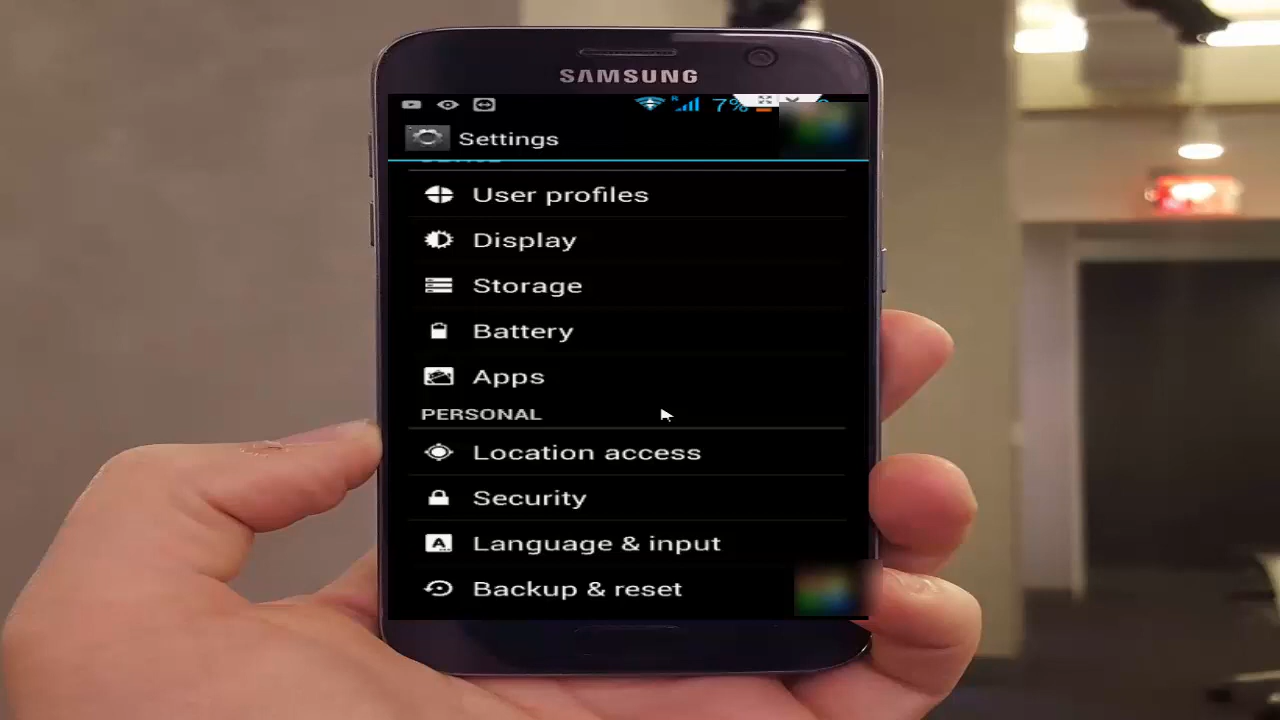 SAMSUNG
7%
Settings
User profiles
Display
Storage
Battery
Apps
PERSONAL
Location access
Security
Language & input
Backup & reset